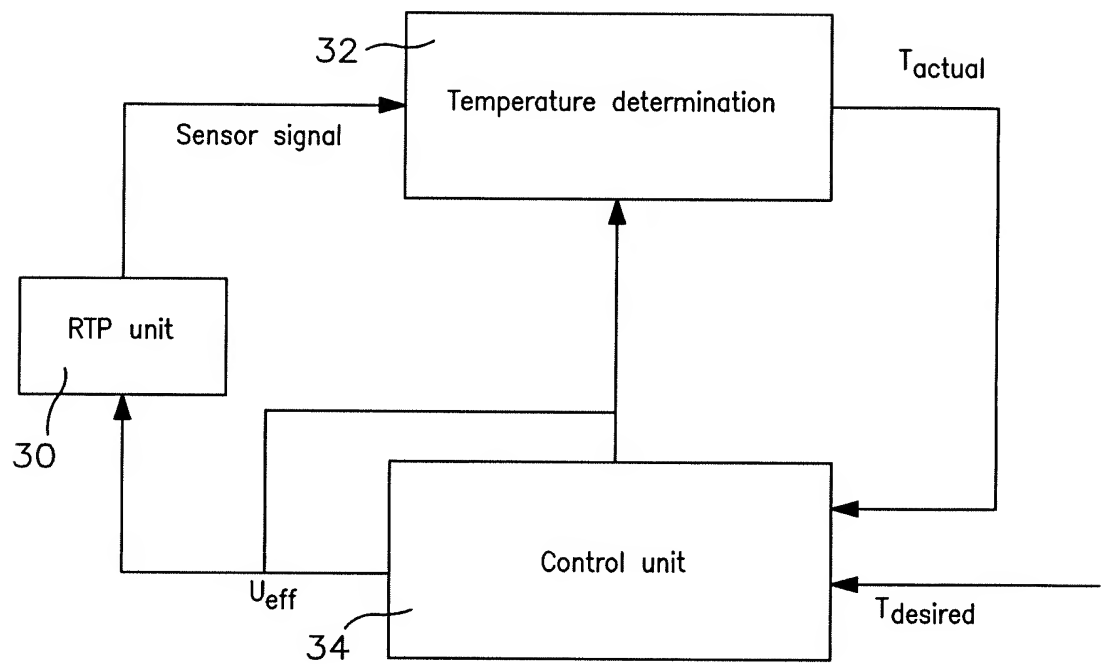 32
Temperature determination
T_actual
Sensor signal
RTP unit
30
Control unit
U_eff
T_desired
34